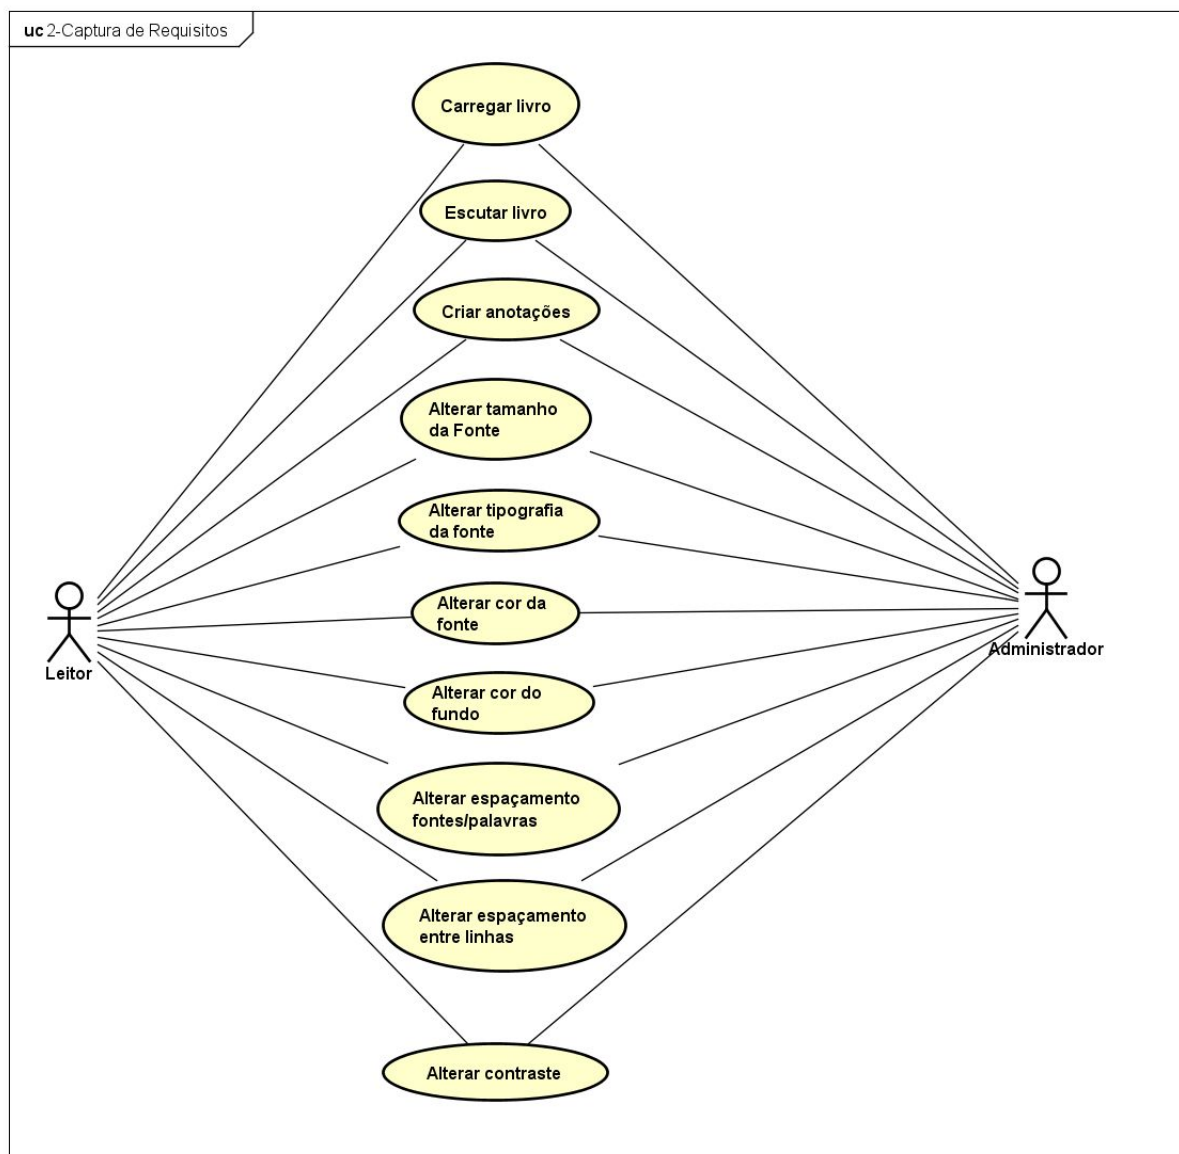 uc 2-Captura de Requisitos
Carregar livro
Escutar livro
Criar anotações
Alterar tamanho
da Fonte
Alterar tipografia
da fonte
Alterar cor da
fonte
Leitor
Administrador
Alterar cor do
fundo
Alterar espaçamento
fontes/palavras
Alterar espaçamento
entre linhas
Alterar contraste